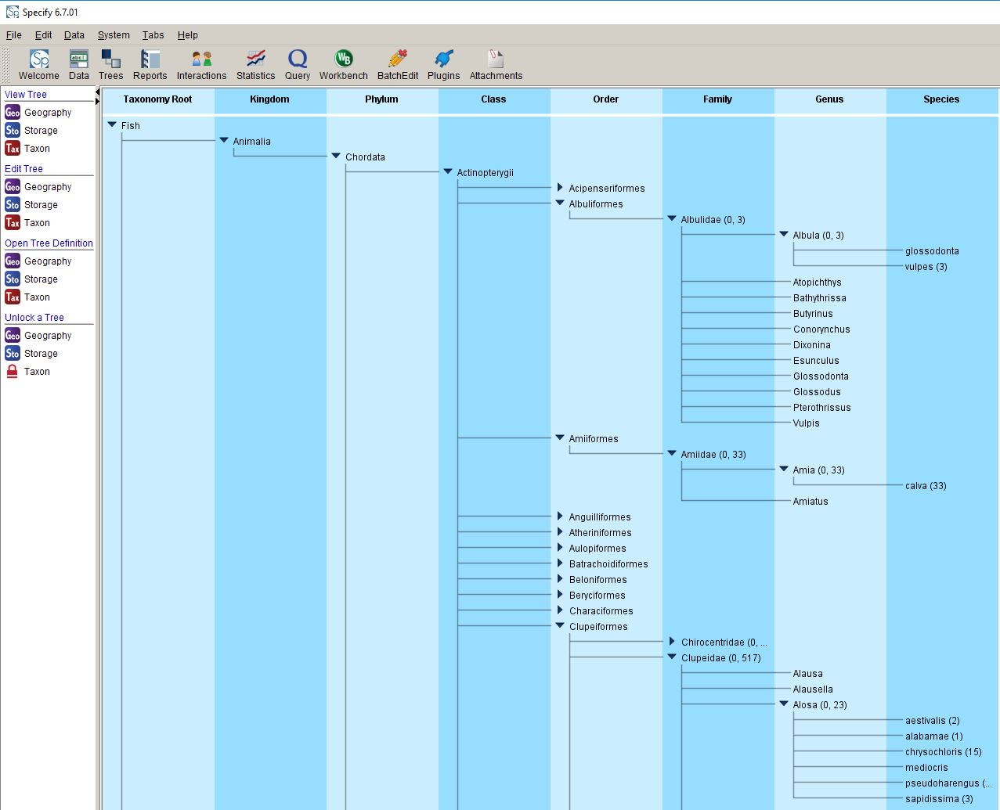 Specify 6.7.01
File Edit Data System Tabs Help
Welcome Data Trees Reports Interactions Statistics Query Workbench BatchEdit Plugins Attachments
View Tree
Geo Geography
Sto Storage
Tax Taxon
Edit Tree
Geo Geography
Sto Storage
Tax Taxon
Open Tree Definition
Geo Geography
Sto Storage
Tax Taxon
Unlock a Tree
Geo Geography
Sto Storage
Taxon
Taxonomy Root Kingdom Phylum Class Order Family Genus Species
Fish
Animalia
Chordata
Actinopterygii
Acipenseriformes
Albuliformes
Albulidae (0, 3)
Albula (0, 3)
glossodonta
vulpes (3)
Atopichthys
Bathythrissa
Butyrinus
Conorynchus
Dixonina
Esunculus
Glossodonta
Glossodus
Pterothrissus
Vulpis
Amiiformes
Amiidae (0, 33)
Amia (0, 33)
calva (33)
Amiatus
Anguilliformes
Atheriniformes
Aulopiformes
Batrachoidiformes
Beloniformes
Beryciformes
Characiformes
Clupeiformes
Chirocentridae (0, ...
Clupeidae (0, 517)
Alausa
Alausella
Alosa (0, 23)
aestivalis (2)
alabamae (1)
chrysochloris (15)
mediocris
pseudoharengus (...
sapidissima (3)